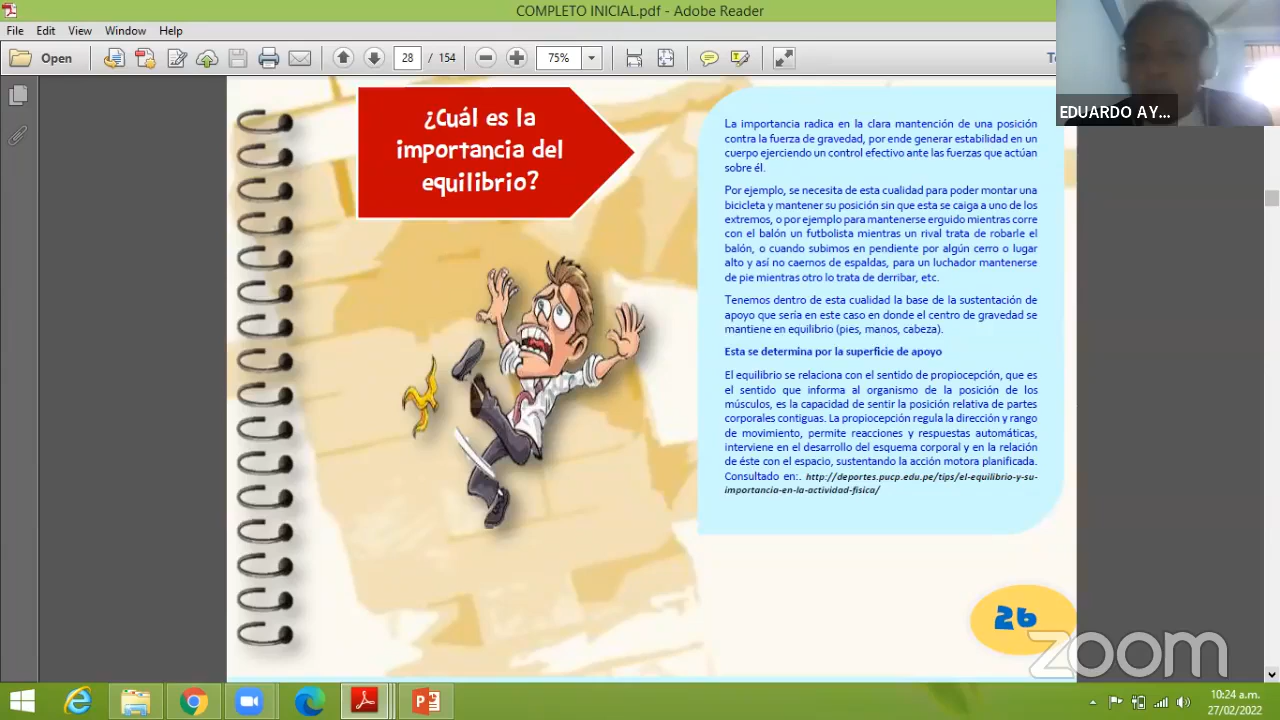 COMPLETO INICIAL.pdf - Adobe Reader
File Edit View Window Help
Open 28 / 154 75%
EDUARDO AY...
¿Cuál es la
importancia del
equilibrio?
La importancia radica en la clara mantención de una posición
contra la fuerza de gravedad, por ende generar estabilidad en un
cuerpo ejerciendo un control efectivo ante las fuerzas que actúan
sobre él.
Por ejemplo, se necesita de esta cualidad para poder montar una
bicicleta y mantener su posición sin que esta se caiga a uno de los
extremos, o por ejemplo para mantenerse erguido mientras corre
con el balón un futbolista mientras un rival trata de robarle el
balón, o cuando subimos en pendiente por algún cerro o lugar
alto y así no caernos de espaldas, para un luchador mantenerse
de pie mientras otro lo trata de derribar, etc.
Tenemos dentro de esta cualidad la base de la sustentación de
apoyo que sería en este caso en donde el centro de gravedad se
mantiene en equilibrio (pies, manos, cabeza).
Esta se determina por la superficie de apoyo
El equilibrio se relaciona con el sentido de propiocepción, que es
el sentido que informa al organismo de la posición de los
músculos, es la capacidad de sentir la posición relativa de partes
corporales contiguas. La propiocepción regula la dirección y rango
de movimiento, permite reacciones y respuestas automáticas,
interviene en el desarrollo del esquema corporal y en la relación
de éste con el espacio, sustentando la acción motora planificada.
Consultado en:. http://deportes.pucp.edu.pe/tips/el-equilibrio-y-su-
importancia-en-la-actividad-fisica/
26
zoom
10:24 a.m.
27/02/2022